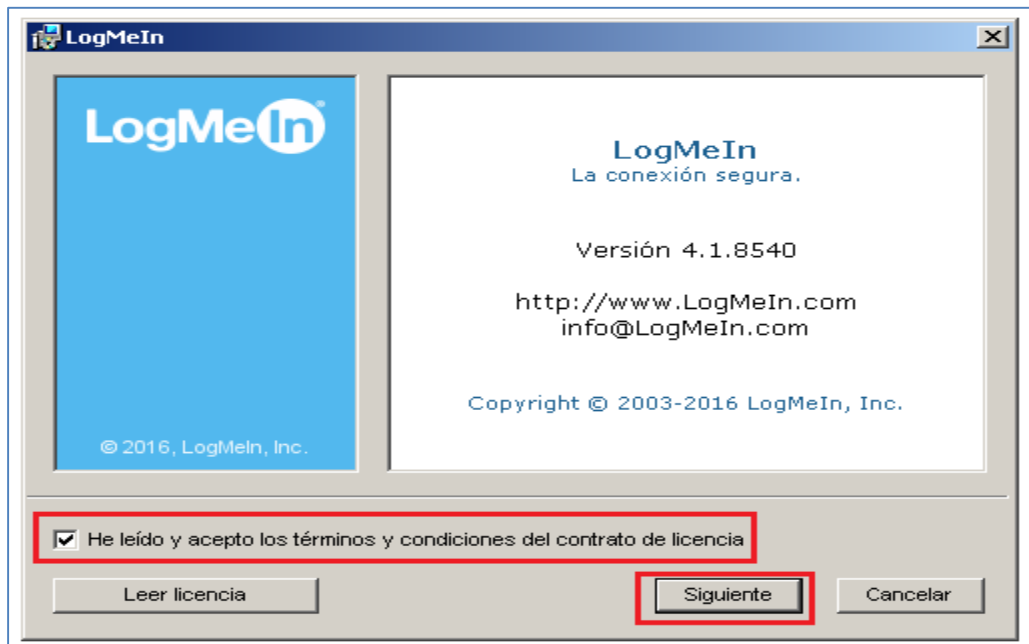 LogMeIn
LogMeIn
© 2016, LogMeIn, Inc.
LogMeIn
La conexión segura.
Versión 4.1.8540
http://www.LogMeIn.com
info@LogMeIn.com
Copyright © 2003-2016 LogMeIn, Inc.
He leído y acepto los términos y condiciones del contrato de licencia
Leer licencia
Siguiente
Cancelar